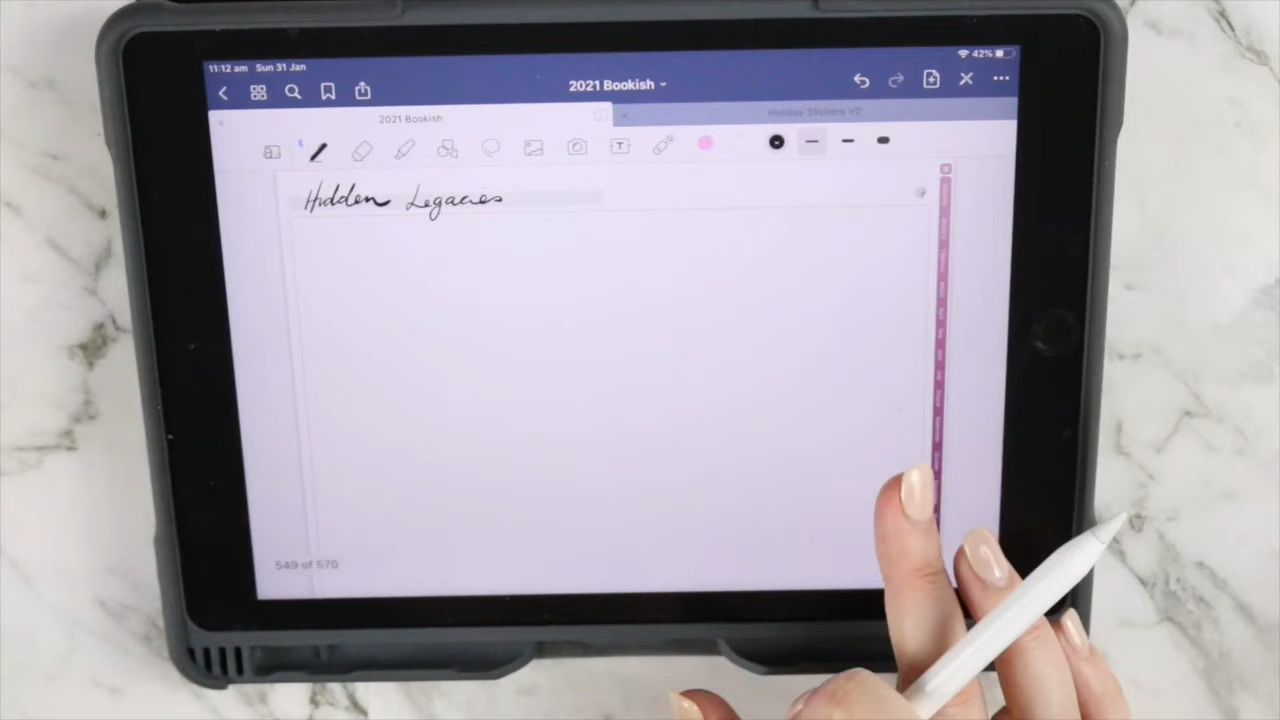 11:12 am Sun 31 Jan
42%
2021 Bookish
2021 Bookish
Holiday Stickers V2
T
Hidden Legacies
549 of 570